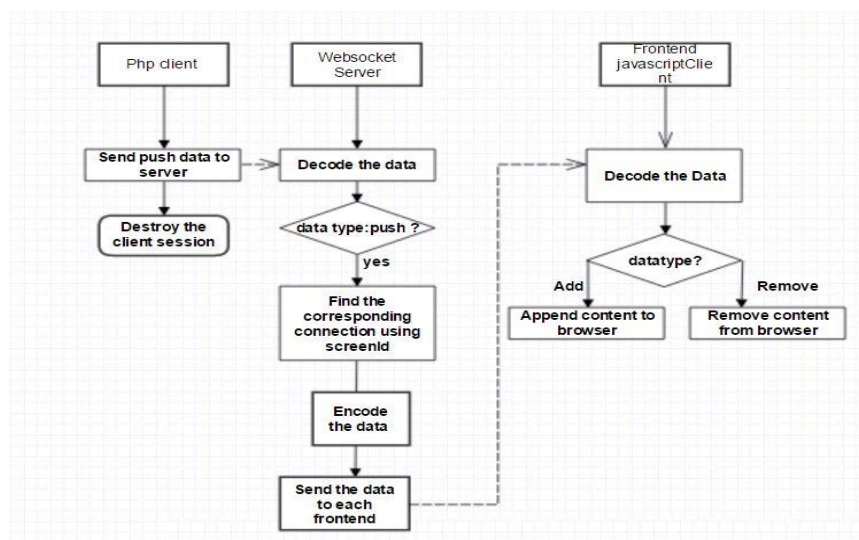 Php client
Websocket
Server
Frontend
javascriptClie
nt
Send push data to
server
Decode the data
Decode the Data
Destroy the
client session
data type:push ?
yes
datatype?
Add
Remove
Find the
corresponding
connection using
screenId
Append content to
browser
Remove content
from browser
Encode
the data
Send the data
to each
frontend